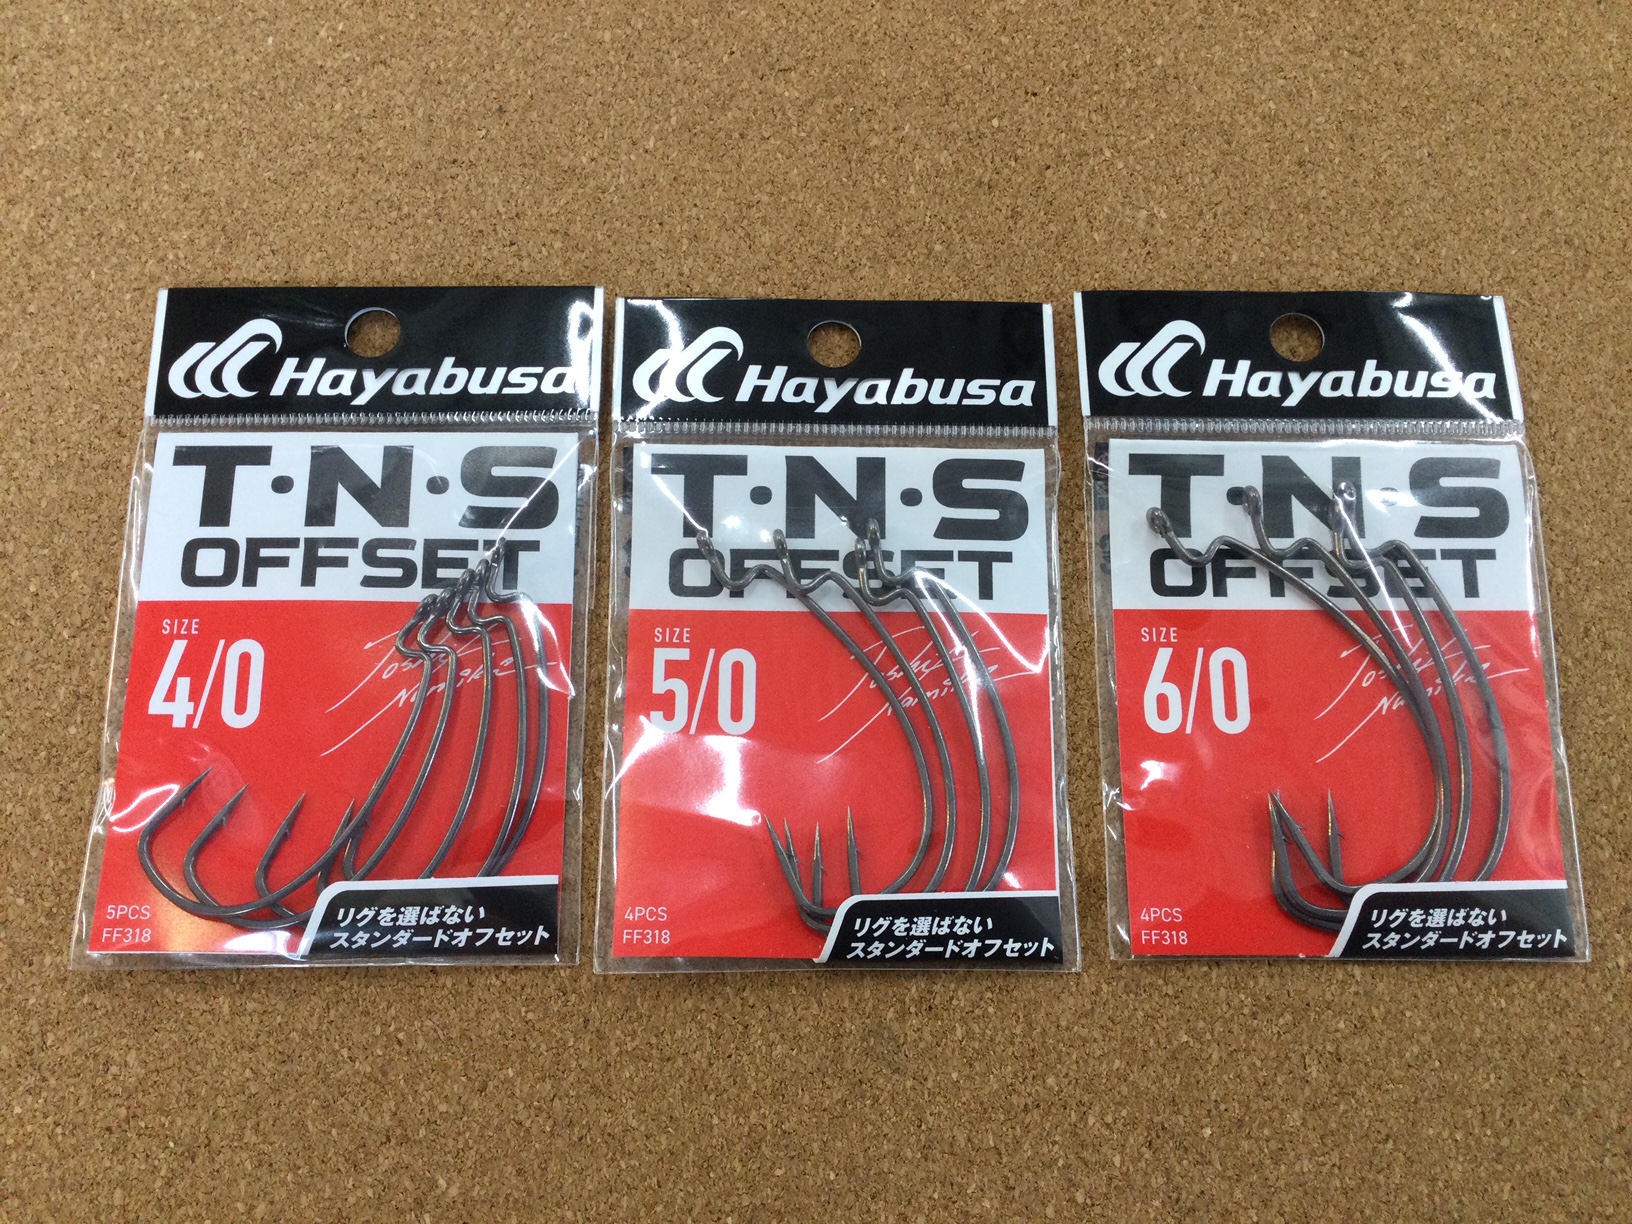 Hayabusa
T·N·S
OFFSET
SIZE
4/0
Toshi
Namiki
5PCS
FF318
リグを選ばない
スタンダードオフセット
Hayabusa
T·N·S
OFFSET
SIZE
5/0
Toshi
4PCS
FF318
リグを選ばない
スタンダードオフセット
Hayabusa
T·N·S
OFFSET
SIZE
6/0
4PCS
FF318
リグを選ばない
スタンダードオフセット